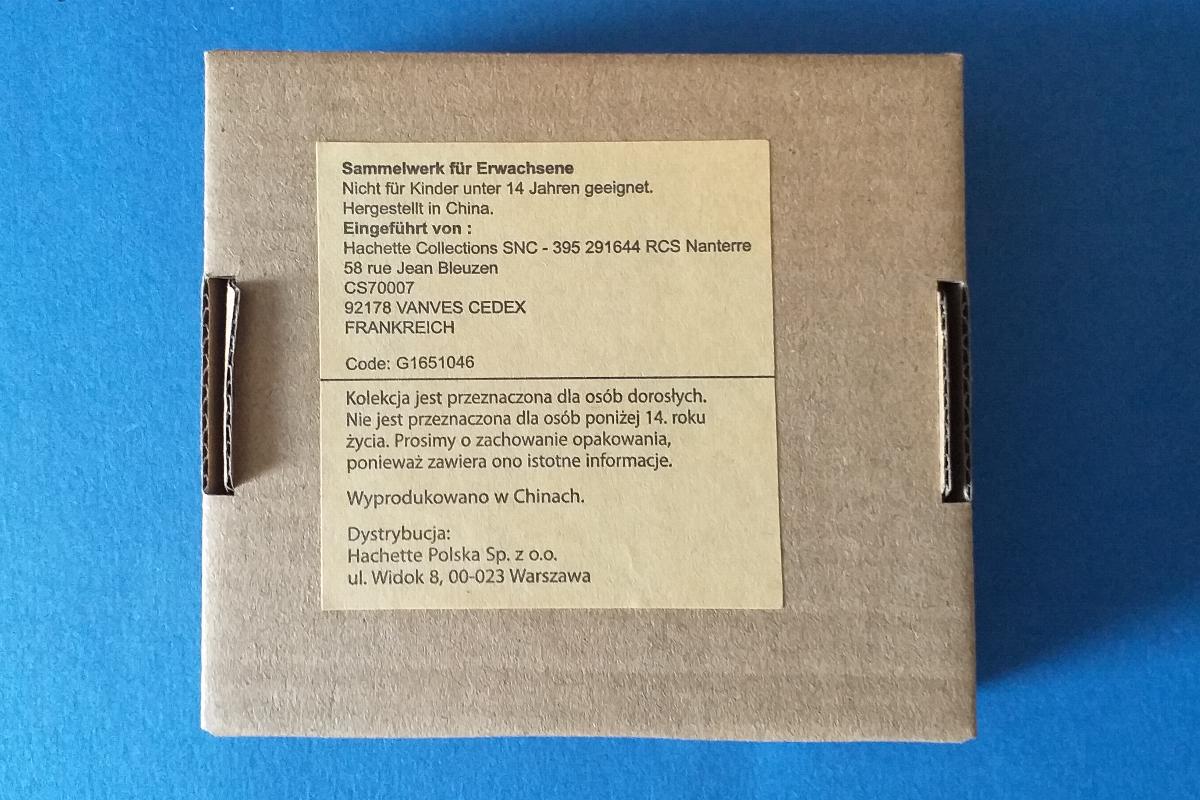 Sammelwerk für Erwachsene
Nicht für Kinder unter 14 Jahren geeignet.
Hergestellt in China.
Eingeführt von :
Hachette Collections SNC - 395 291644 RCS Nanterre
58 rue Jean Bleuzen
CS70007
92178 VANVES CEDEX
FRANKREICH
Code: G1651046
Kolekcja jest przeznaczona dla osób dorosłych.
Nie jest przeznaczona dla osób poniżej 14. roku
życia. Prosimy o zachowanie opakowania,
ponieważ zawiera ono istotne informacje.
Wyprodukowano w Chinach.
Dystrybucja:
Hachette Polska Sp. z o.o.
ul. Widok 8, 00-023 Warszawa